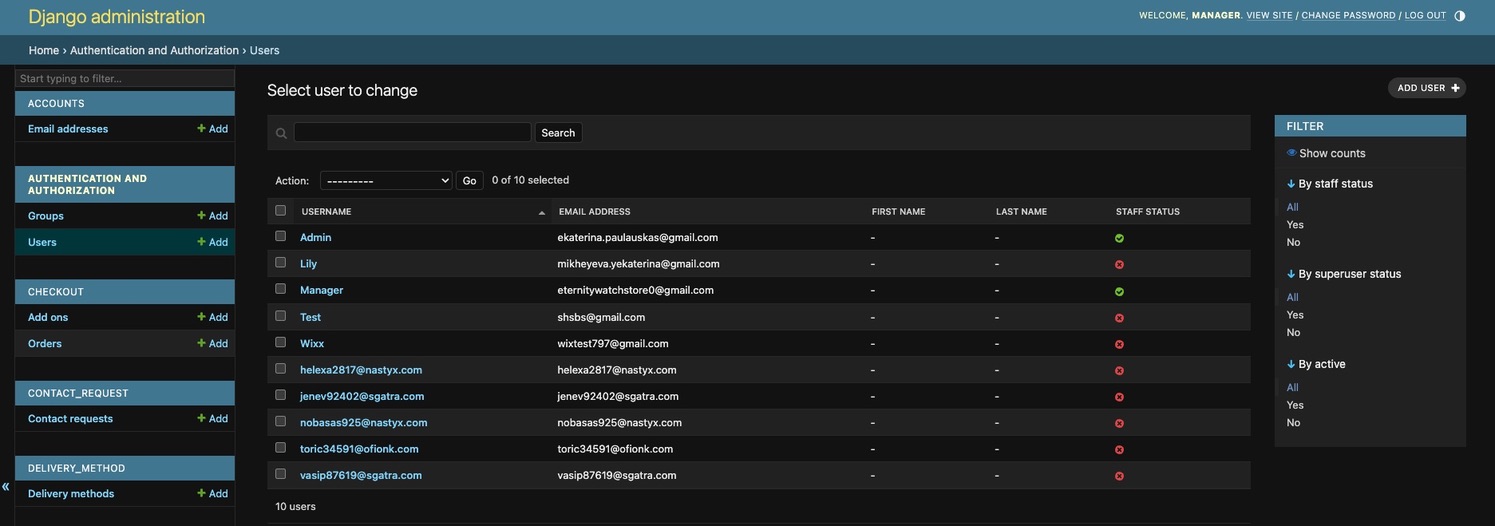 Django administration
WELCOME, MANAGER. VIEW SITE / CHANGE PASSWORD / LOG OUT
Home › Authentication and Authorization › Users
Start typing to filter...
ACCOUNTS
Email addresses + Add
AUTHENTICATION AND
AUTHORIZATION
Groups + Add
Users + Add
CHECKOUT
Add ons + Add
Orders + Add
CONTACT_REQUEST
Contact requests + Add
DELIVERY_METHOD
Delivery methods + Add
«
Select user to change
ADD USER +
Search
Action: --------- Go 0 of 10 selected
USERNAME EMAIL ADDRESS FIRST NAME LAST NAME STAFF STATUS
Admin ekaterina.paulauskas@gmail.com - -
Lily mikheyeva.yekaterina@gmail.com - -
Manager eternitywatchstore0@gmail.com - -
Test shsbs@gmail.com - -
Wixx wixtest797@gmail.com - -
helexa2817@nastyx.com helexa2817@nastyx.com - -
jenev92402@sgatra.com jenev92402@sgatra.com - -
nobasas925@nastyx.com nobasas925@nastyx.com - -
toric34591@ofionk.com toric34591@ofionk.com - -
vasip87619@sgatra.com vasip87619@sgatra.com - -
10 users
FILTER
Show counts
↓ By staff status
All
Yes
No
↓ By superuser status
All
Yes
No
↓ By active
All
Yes
No